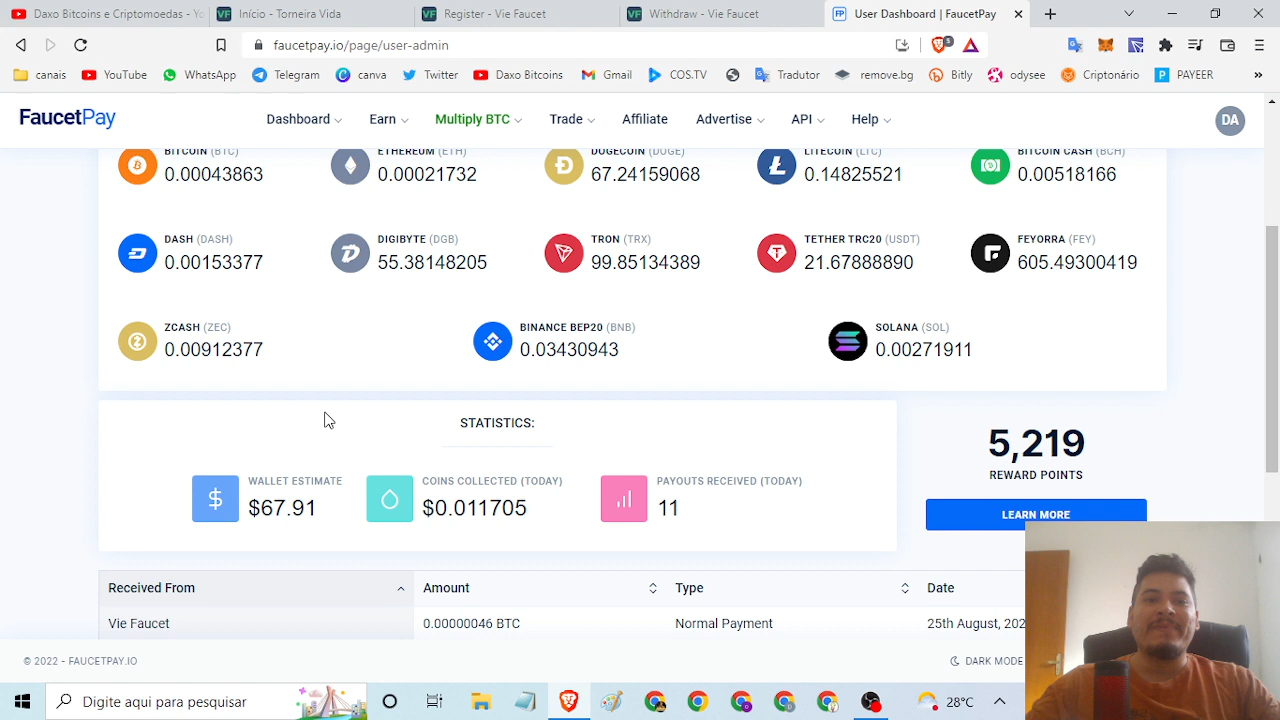 Daxo Bitcoins e Criptomoedas - Yo
VF Início - Torneira Vida
VF Register - Vie Faucet
VF Withdraw - Vie Faucet
FP User Dashboard | FaucetPay
faucetpay.io/page/user-admin
5
canais YouTube WhatsApp Telegram canva Twitter Daxo Bitcoins Gmail COS.TV Tradutor remove.bg Bitly odysee Criptonário P PAYEER »
FaucetPay Dashboard Earn Multiply BTC Trade Affiliate Advertise API Help DA
BITCOIN (BTC) ETHEREUM (ETH) DOGECOIN (DOGE) LITECOIN (LTC) BITCOIN CASH (BCH)
0.00043863 0.00021732 67.24159068 0.14825521 0.00518166
DASH (DASH) DIGIBYTE (DGB) TRON (TRX) TETHER TRC20 (USDT) FEYORRA (FEY)
0.00153377 55.38148205 99.85134389 21.67888890 605.49300419
ZCASH (ZEC) BINANCE BEP20 (BNB) SOLANA (SOL)
0.00912377 0.03430943 0.00271911
STATISTICS:
WALLET ESTIMATE COINS COLLECTED (TODAY) PAYOUTS RECEIVED (TODAY)
$67.91 $0.011705 11
5,219
REWARD POINTS
LEARN MORE
Received From Amount Type Date
Vie Faucet 0.00000046 BTC Normal Payment 25th August, 202
© 2022 - FAUCETPAY.IO DARK MODE
Digite aqui para pesquisar 28°C